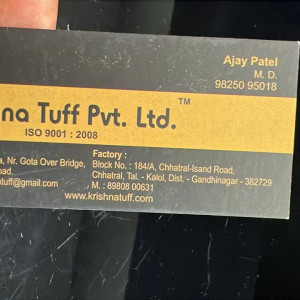 Ajay Patel
M. D.
98250 95018
na Tuff Pvt. Ltd.™
ISO 9001 : 2008
Factory :
a, Nr. Gota Over Bridge, Block No. : 184/A, Chhatral-Isand Road,
oad. Chhatral, Tal. - Kalol, Dist. - Gandhinagar - 382729
tuff@gmail.com M : 89808 00631
www.krishnatuff.com